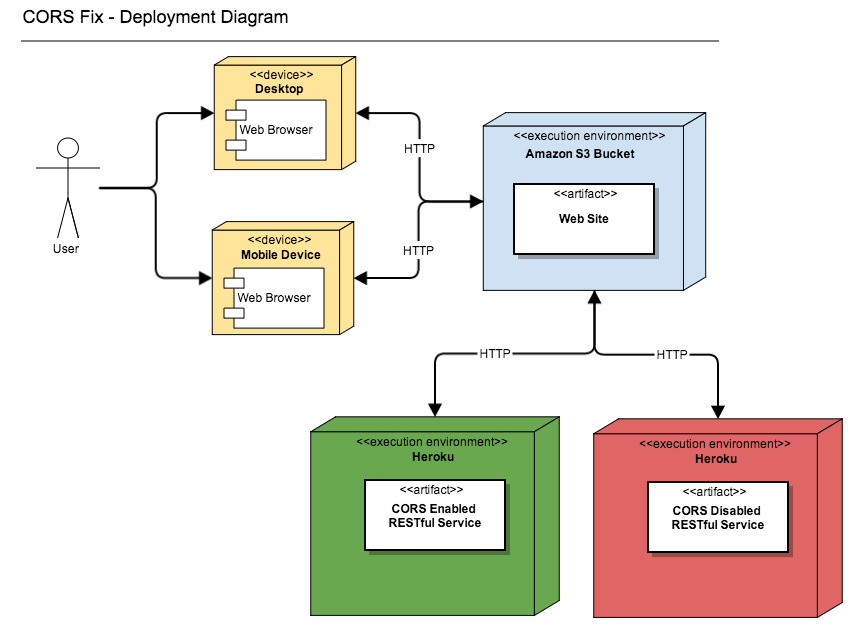 CORS Fix - Deployment Diagram
<<device>>
Desktop
Web Browser
HTTP
<<execution environment>>
Amazon S3 Bucket
<<artifact>>
Web Site
User
<<device>>
Mobile Device
Web Browser
HTTP
HTTP
HTTP
<<execution environment>>
Heroku
<<artifact>>
CORS Enabled
RESTful Service
<<execution environment>>
Heroku
<<artifact>>
CORS Disabled
RESTful Service